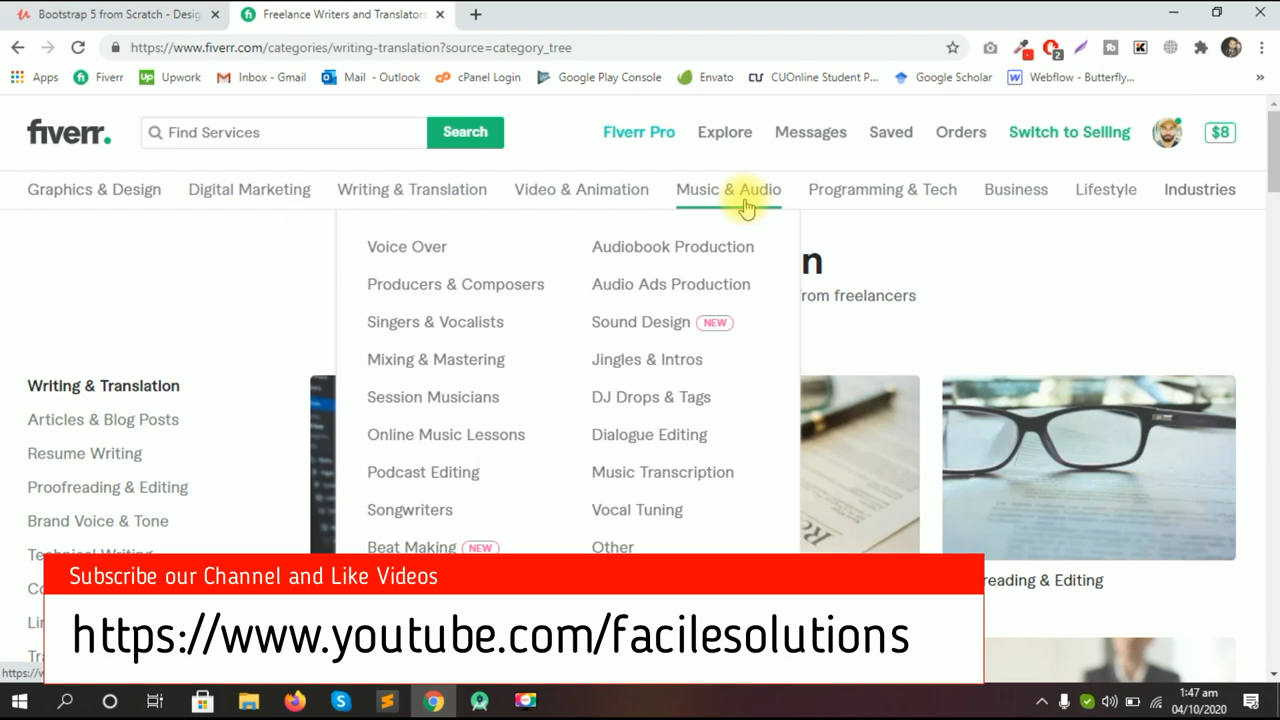 Bootstrap 5 from Scratch - Desig
Freelance Writers and Translators
https://www.fiverr.com/categories/writing-translation?source=category_tree
2
Apps Fiverr Upwork Inbox - Gmail Mail - Outlook cPanel Login Google Play Console Envato CUOnline Student P... Google Scholar Webflow - Butterfly...
fiverr.
Find Services
Search
Fiverr Pro Explore Messages Saved Orders Switch to Selling $8
Graphics & Design Digital Marketing Writing & Translation Video & Animation Music & Audio Programming & Tech Business Lifestyle Industries
Voice Over
Producers & Composers
Singers & Vocalists
Mixing & Mastering
Session Musicians
Online Music Lessons
Podcast Editing
Songwriters
Beat Making NEW
Audiobook Production
Audio Ads Production
Sound Design NEW
Jingles & Intros
DJ Drops & Tags
Dialogue Editing
Music Transcription
Vocal Tuning
Other
n
from freelancers
Writing & Translation
Articles & Blog Posts
Resume Writing
Proofreading & Editing
Brand Voice & Tone
Technical Writing
reading & Editing
Subscribe our Channel and Like Videos
https://www.youtube.com/facilesolutions
https://w
1:47 am
04/10/2020